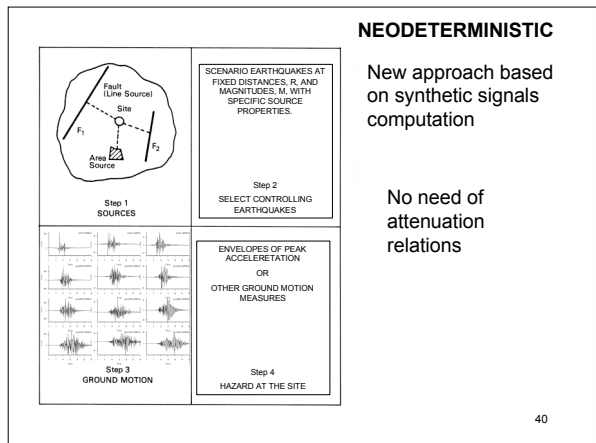 NEODETERMINISTIC
Fault
(Line Source)
Site
F1
F2
Area
Source
Step 1
SOURCES
SCENARIO EARTHQUAKES AT
FIXED DISTANCES, R, AND
MAGNITUDES, M, WITH
SPECIFIC SOURCE
PROPERTIES.
Step 2
SELECT CONTROLLING
EARTHQUAKES
Step 3
GROUND MOTION
ENVELOPES OF PEAK
ACCELERETATION
OR
OTHER GROUND MOTION
MEASURES
Step 4
HAZARD AT THE SITE
New approach based
on synthetic signals
computation
No need of
attenuation
relations
40